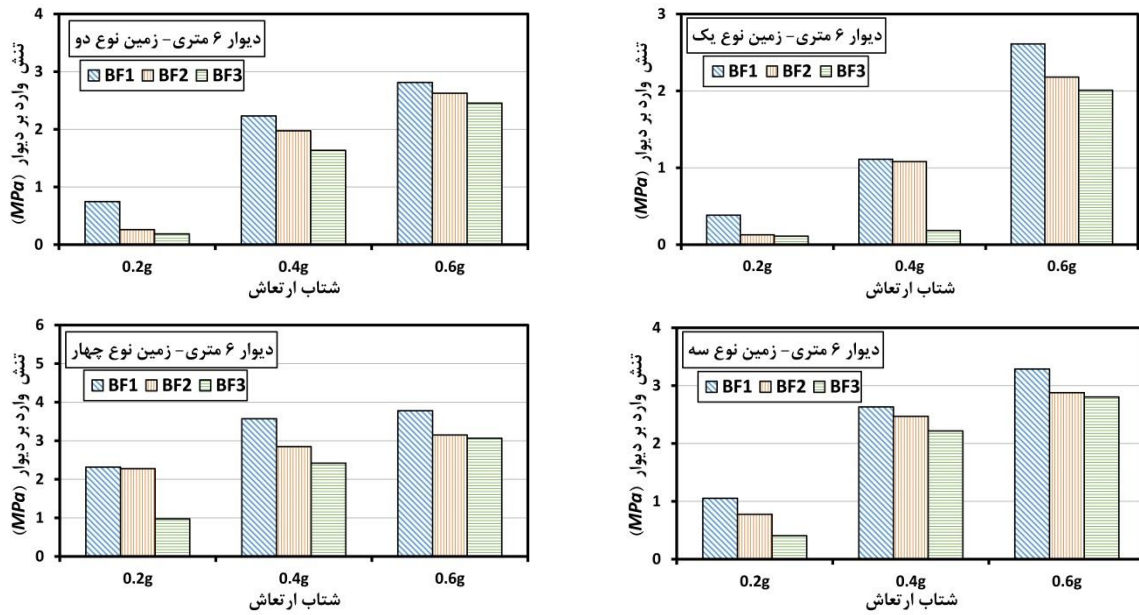 دیوار ۶ متری- زمین نوع یک
BF1 BF2 BF3
تنش وارد بر دیوار (MPa)
3
2
1
0
0.2g 0.4g 0.6g
شتاب ارتعاش
دیوار ۶ متری- زمین نوع دو
BF1 BF2 BF3
تنش وارد بر دیوار (MPa)
4
3
2
1
0
0.2g 0.4g 0.6g
شتاب ارتعاش
دیوار ۶ متری- زمین نوع سه
BF1 BF2 BF3
تنش وارد بر دیوار (MPa)
4
3
2
1
0
0.2g 0.4g 0.6g
شتاب ارتعاش
دیوار ۶ متری- زمین نوع چهار
BF1 BF2 BF3
تنش وارد بر دیوار (MPa)
6
5
4
3
2
1
0
0.2g 0.4g 0.6g
شتاب ارتعاش